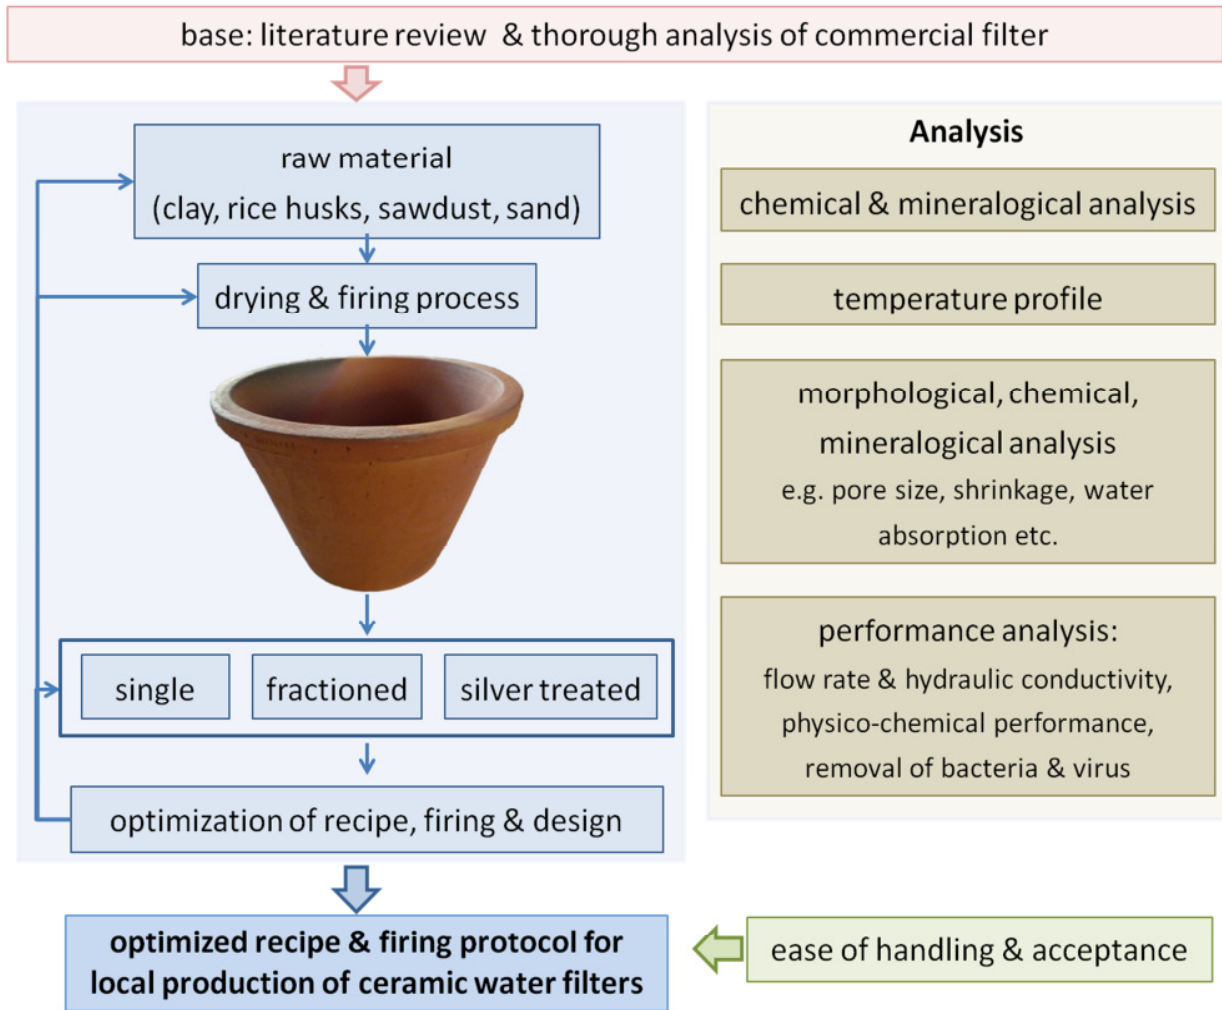 base: literature review & thorough analysis of commercial filter
raw material
(clay, rice husks, sawdust, sand)
drying & firing process
single
fractioned
silver treated
optimization of recipe, firing & design
optimized recipe & firing protocol for
local production of ceramic water filters
Analysis
chemical & mineralogical analysis
temperature profile
morphological, chemical,
mineralogical analysis
e.g. pore size, shrinkage, water
absorption etc.
performance analysis:
flow rate & hydraulic conductivity,
physico-chemical performance,
removal of bacteria & virus
ease of handling & acceptance